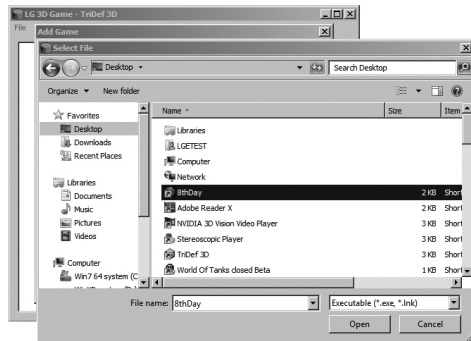 LG 3D Game - TriDef 3D
File
Add Game
Select File
Desktop
Search Desktop
Organize
New folder
Favorites
Desktop
Downloads
Recent Places
Libraries
Documents
Music
Pictures
Videos
Computer
Win7 64 system (C
Name
Size
Item
Libraries
LGETEST
Computer
Network
8thDay 2 KB Short
Adobe Reader X 2 KB Short
NVIDIA 3D Vision Video Player 3 KB Short
Stereoscopic Player 3 KB Short
TriDef 3D 3 KB Short
World Of Tanks closed Beta 1 KB Short
File name: 8thDay
Executable (*.exe, *.lnk)
Open
Cancel